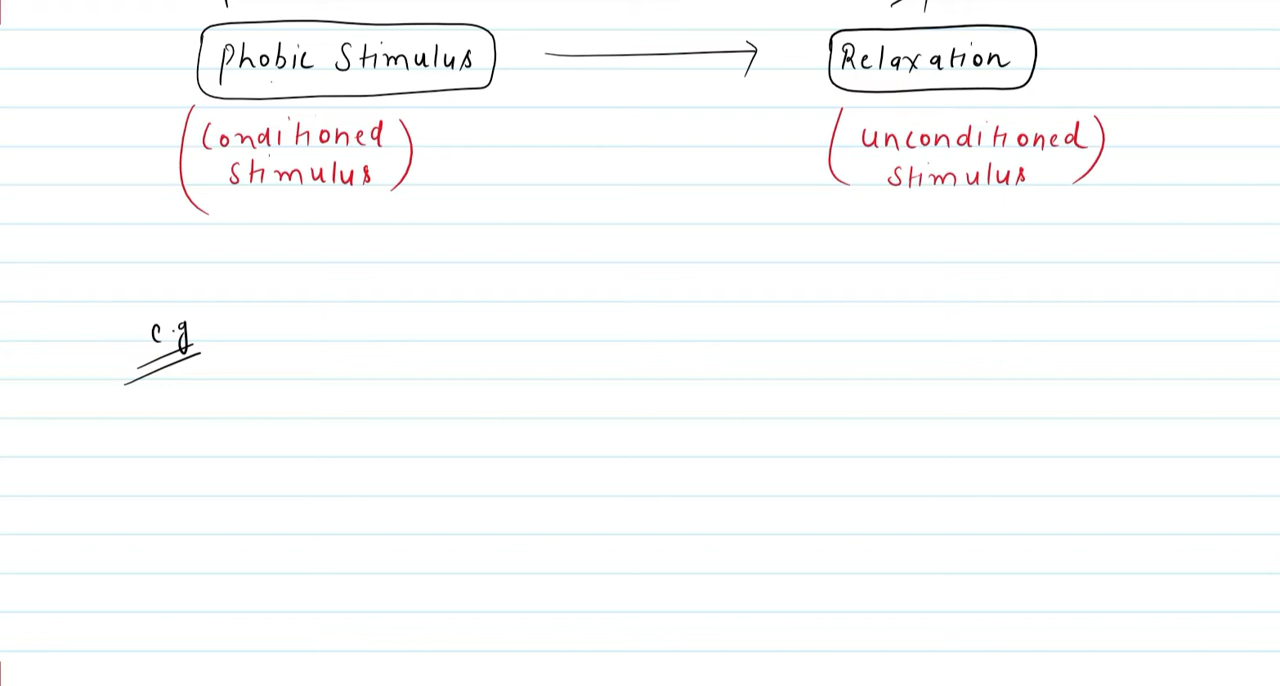 Phobic Stimulus → Relaxation
(Conditioned stimulus) (unconditioned stimulus)
e.g